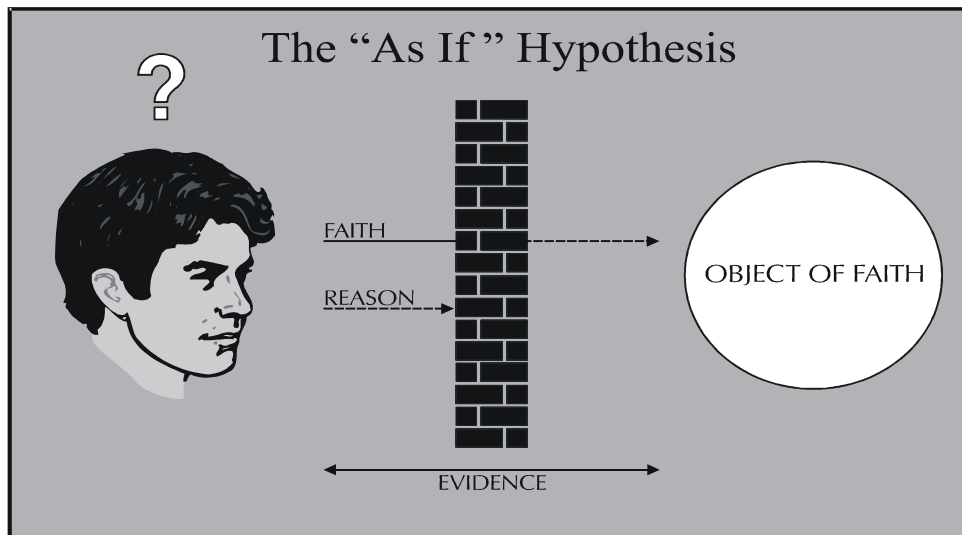 The “As If ” Hypothesis
?
FAITH
REASON
OBJECT OF FAITH
EVIDENCE